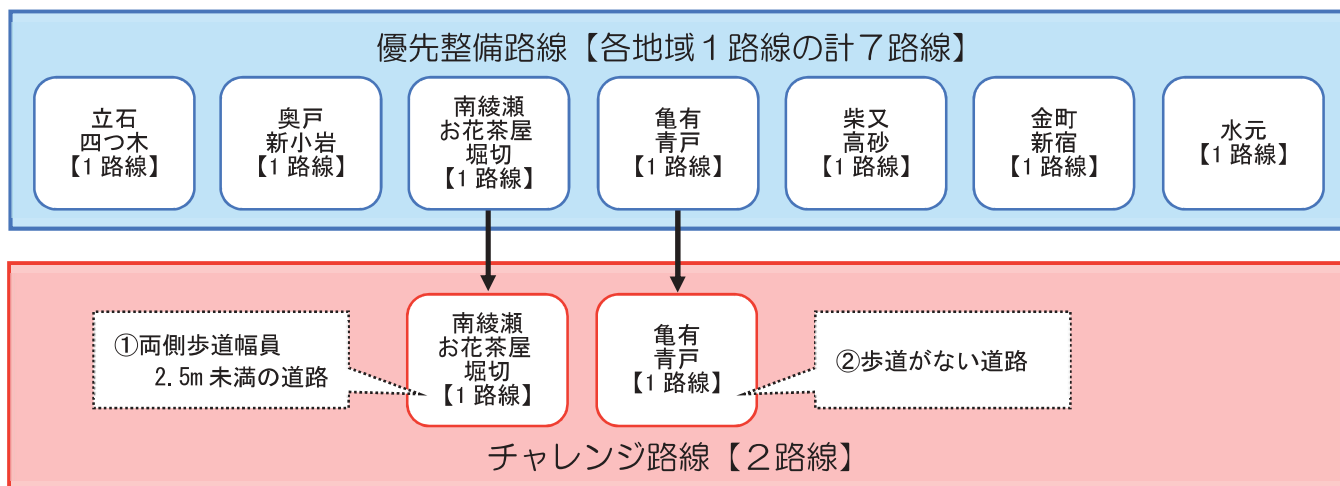 優先整備路線【各地域１路線の計７路線】
立石
四つ木
【1 路線】
奥戸
新小岩
【1 路線】
南綾瀬
お花茶屋
堀切
【1 路線】
亀有
青戸
【1 路線】
柴又
高砂
【1 路線】
金町
新宿
【1 路線】
水元
【1 路線】
①両側歩道幅員
2.5m 未満の道路
南綾瀬
お花茶屋
堀切
【1 路線】
亀有
青戸
【1 路線】
②歩道がない道路
チャレンジ路線【２路線】